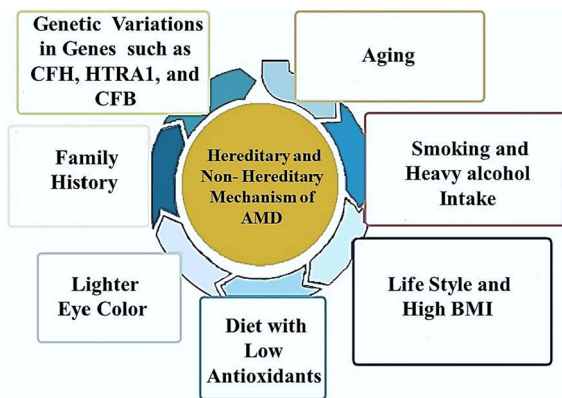 Genetic Variations
in Genes such as
CFH, HTRA1, and
CFB
Aging
Smoking and
Heavy alcohol
Intake
Life Style and
High BMI
Diet with
Low
Antioxidants
Lighter
Eye Color
Family
History
Hereditary and
Non- Hereditary
Mechanism of
AMD